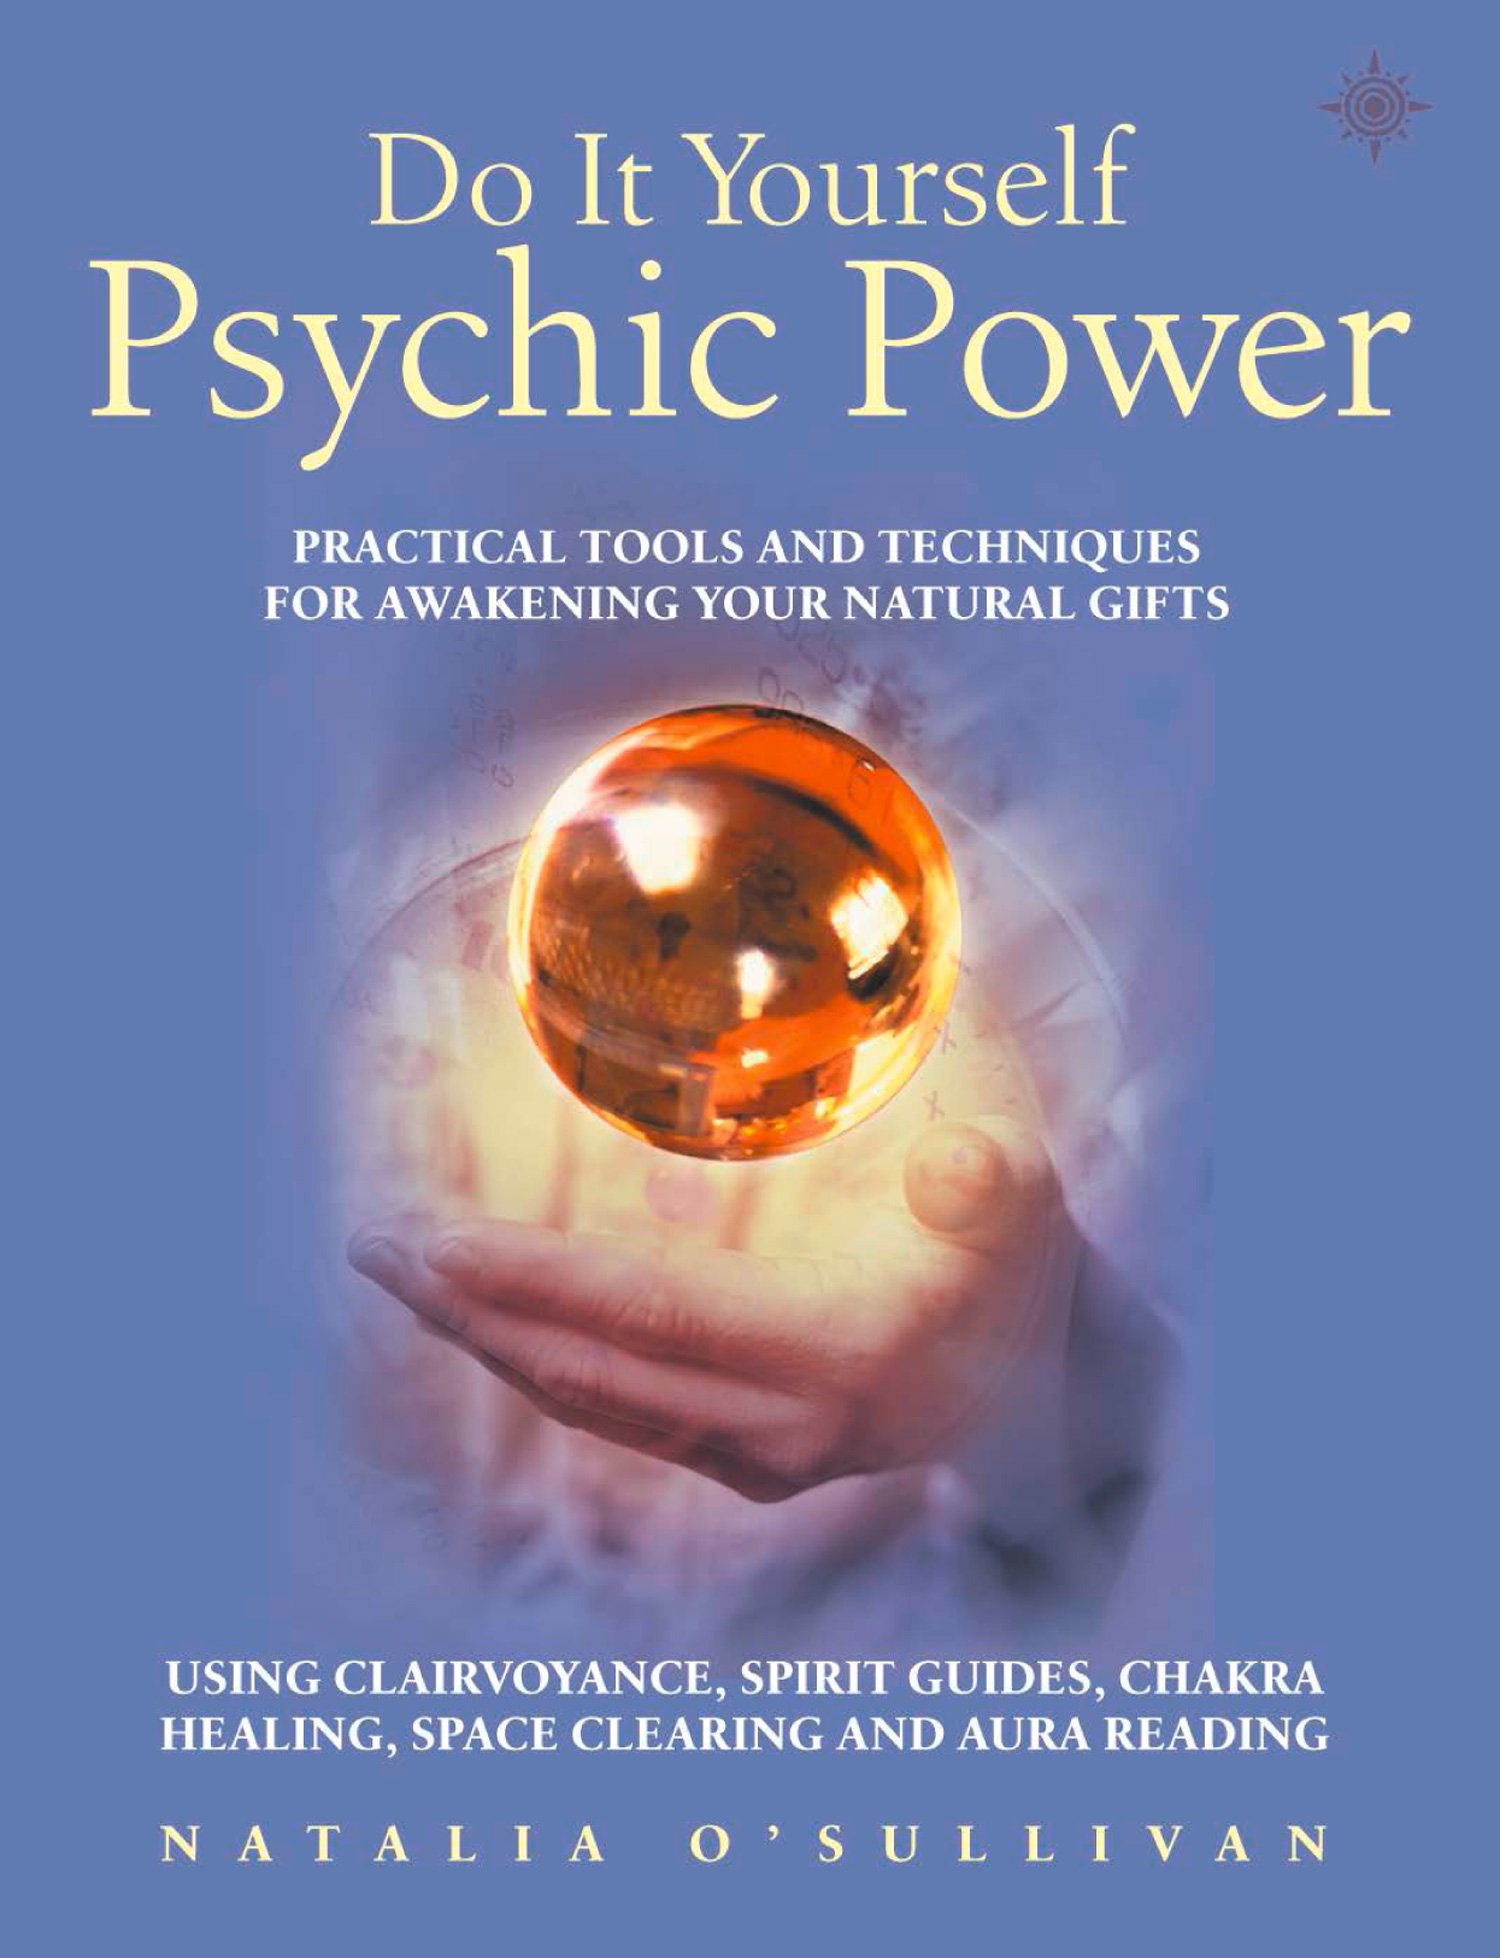 Do It Yourself
Psychic Power
PRACTICAL TOOLS AND TECHNIQUES
FOR AWAKENING YOUR NATURAL GIFTS
USING CLAIRVOYANCE, SPIRIT GUIDES, CHAKRA
HEALING, SPACE CLEARING AND AURA READING
NATALIA O’SULLIVAN